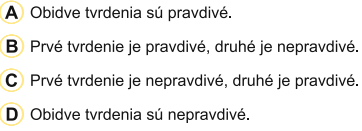 A Obidve tvrdenia sú pravdivé.
B Prvé tvrdenie je pravdivé, druhé je nepravdivé.
C Prvé tvrdenie je nepravdivé, druhé je pravdivé.
D Obidve tvrdenia sú nepravdivé.